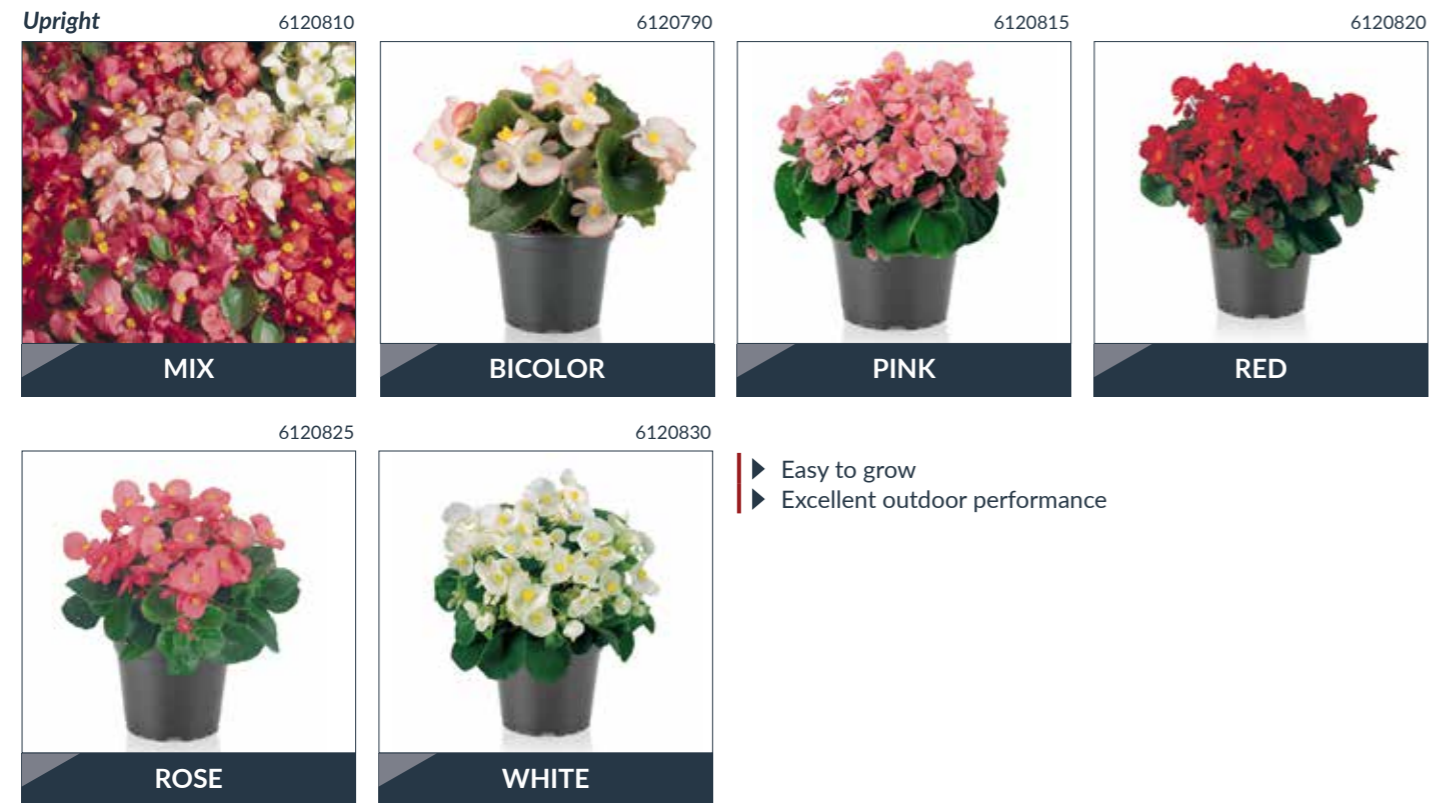 Upright 6120810
6120790
6120815
6120820
MIX
BICOLOR
PINK
RED
6120825
6120830
Easy to grow
Excellent outdoor performance
ROSE
WHITE